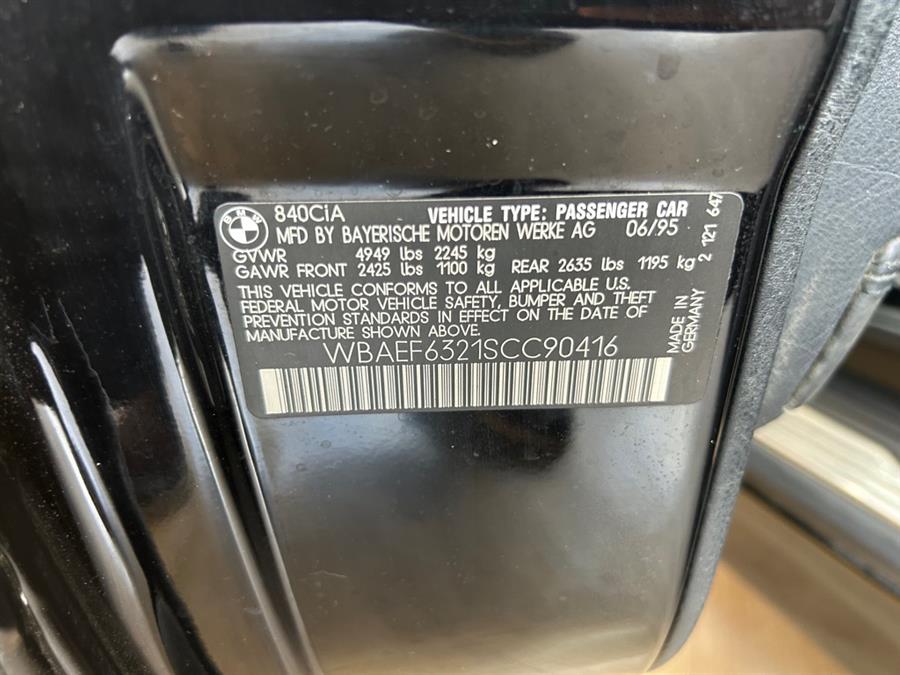 BMW
840CiA VEHICLE TYPE: PASSENGER CAR
MFD BY BAYERISCHE MOTOREN WERKE AG 06/95
GVWR 4949 lbs 2245 kg
GAWR FRONT 2425 lbs 1100 kg REAR 2635 lbs 1195 kg
THIS VEHICLE CONFORMS TO ALL APPLICABLE U.S.
FEDERAL MOTOR VEHICLE SAFETY, BUMPER AND THEFT
PREVENTION STANDARDS IN EFFECT ON THE DATE OF
MANUFACTURE SHOWN ABOVE.
WBAEF6321SCC90416
MADE IN
GERMANY
2 121 647